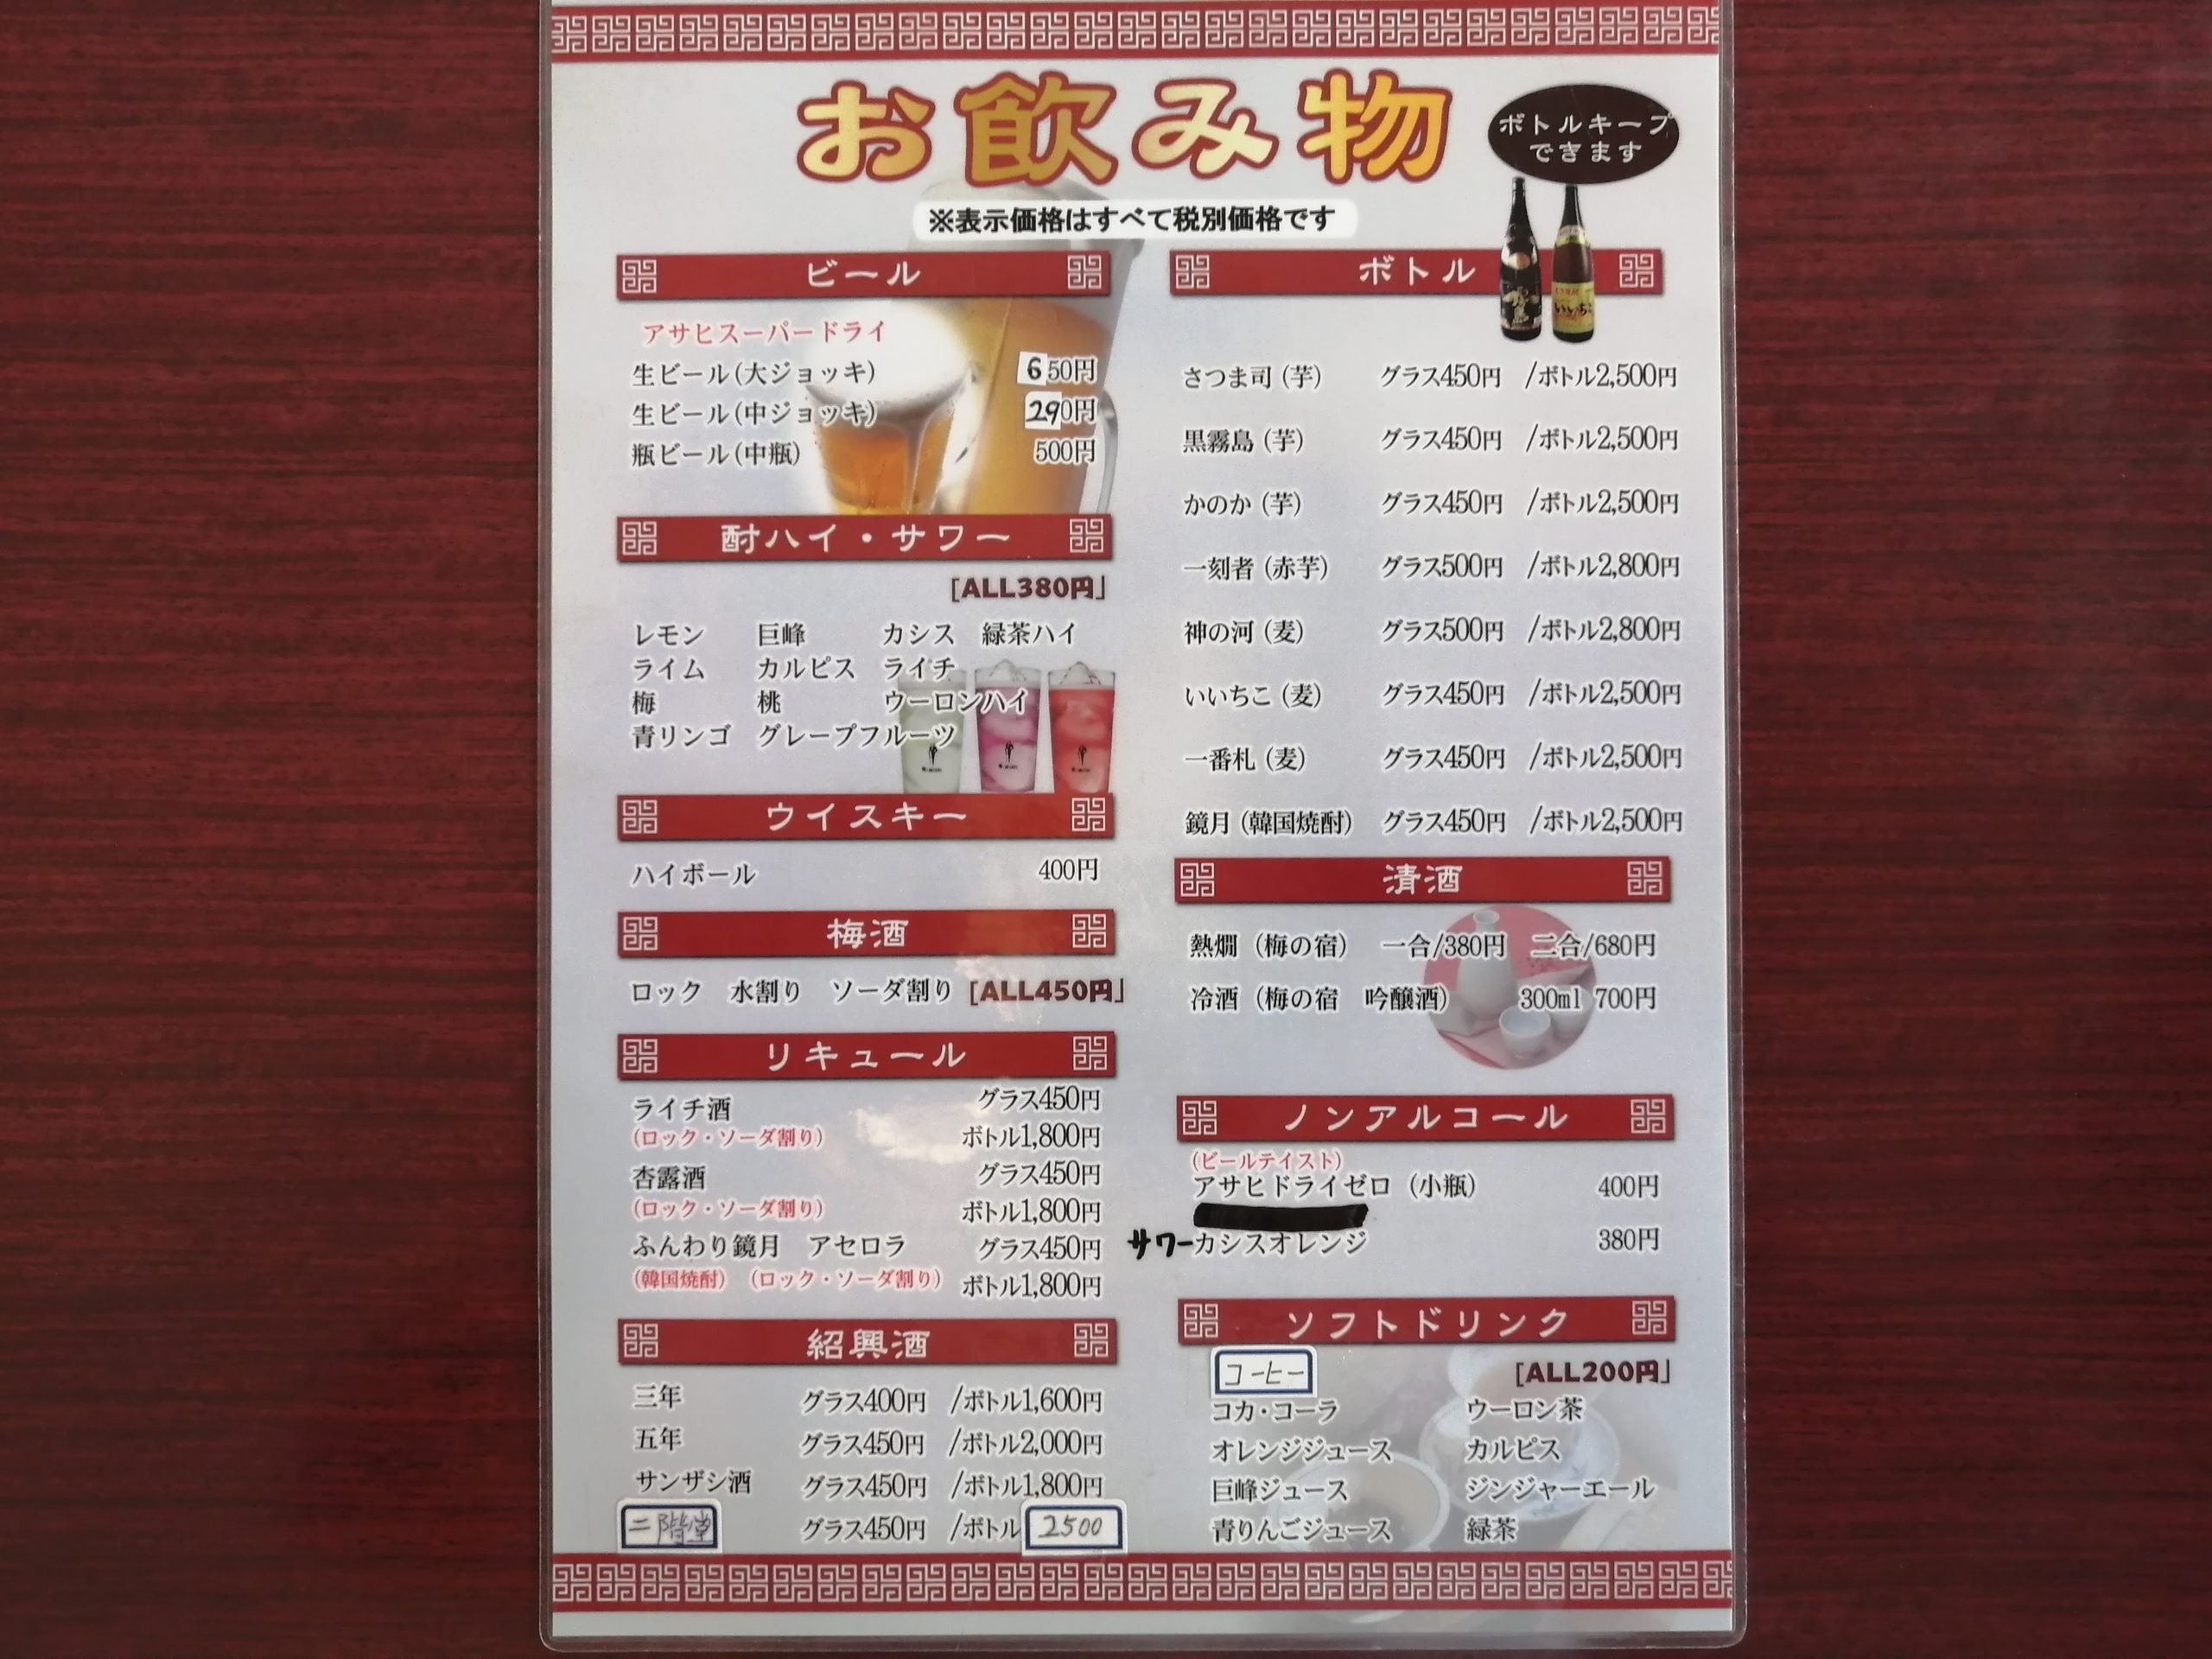 お飲み物
ボトルキープ
できます
※表示価格はすべて税別価格です
ビール
アサヒスーパードライ
生ビール(大ジョッキ) 650円
生ビール(中ジョッキ) 290円
瓶ビール(中瓶) 500円
酎ハイ・サワー
[ALL380円」
レモン 巨峰 カシス 緑茶ハイ
ライム カルピス ライチ
梅 桃 ウーロンハイ
青リンゴ グレープフルーツ
ウイスキー
ハイボール 400円
梅酒
ロック 水割り ソーダ割り [ALL450円」
リキュール
ライチ酒 グラス450円
(ロック・ソーダ割り) ボトル1,800円
杏露酒 グラス450円
(ロック・ソーダ割り) ボトル1,800円
ふんわり鏡月 アセロラ グラス450円
(韓国焼酎) (ロック・ソーダ割り) ボトル1,800円
紹興酒
三年 グラス400円 /ボトル1,600円
五年 グラス450円 /ボトル2,000円
サンザシ酒 グラス450円 /ボトル1,800円
二階堂 グラス450円 /ボトル 2500
ボトル
いいちこ
さつま司 (芋) グラス450円 /ボトル2,500円
黒霧島 (芋) グラス450円 /ボトル2,500円
かのか (芋) グラス450円 /ボトル2,500円
一刻者 (赤芋) グラス500円 /ボトル2,800円
神の河 (麦) グラス500円 /ボトル2,800円
いいちこ (麦) グラス450円 /ボトル2,500円
一番札 (麦) グラス450円 /ボトル2,500円
鏡月 (韓国焼酎) グラス450円 /ボトル2,500円
清酒
熱燗 (梅の宿) 一合/380円 二合/680円
冷酒 (梅の宿 吟醸酒) 300ml 700円
ノンアルコール
(ビールテイスト)
アサヒドライゼロ (小瓶) 400円
サワーカシスオレンジ 380円
ソフトドリンク
コーヒー
[ALL200円」
コカ・コーラ ウーロン茶
オレンジジュース カルピス
巨峰ジュース ジンジャーエール
青りんごジュース 緑茶